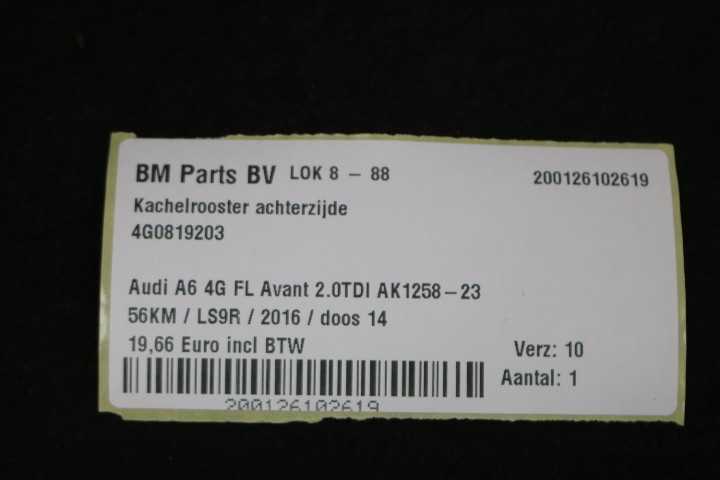 BM Parts BV LOK 8 - 88 200126102619
Kachelrooster achterzijde
4G0819203
Audi A6 4G FL Avant 2.0TDI AK1258-23
56KM / LS9R / 2016 / doos 14
19,66 Euro incl BTW Verz: 10
Aantal: 1
200126102619